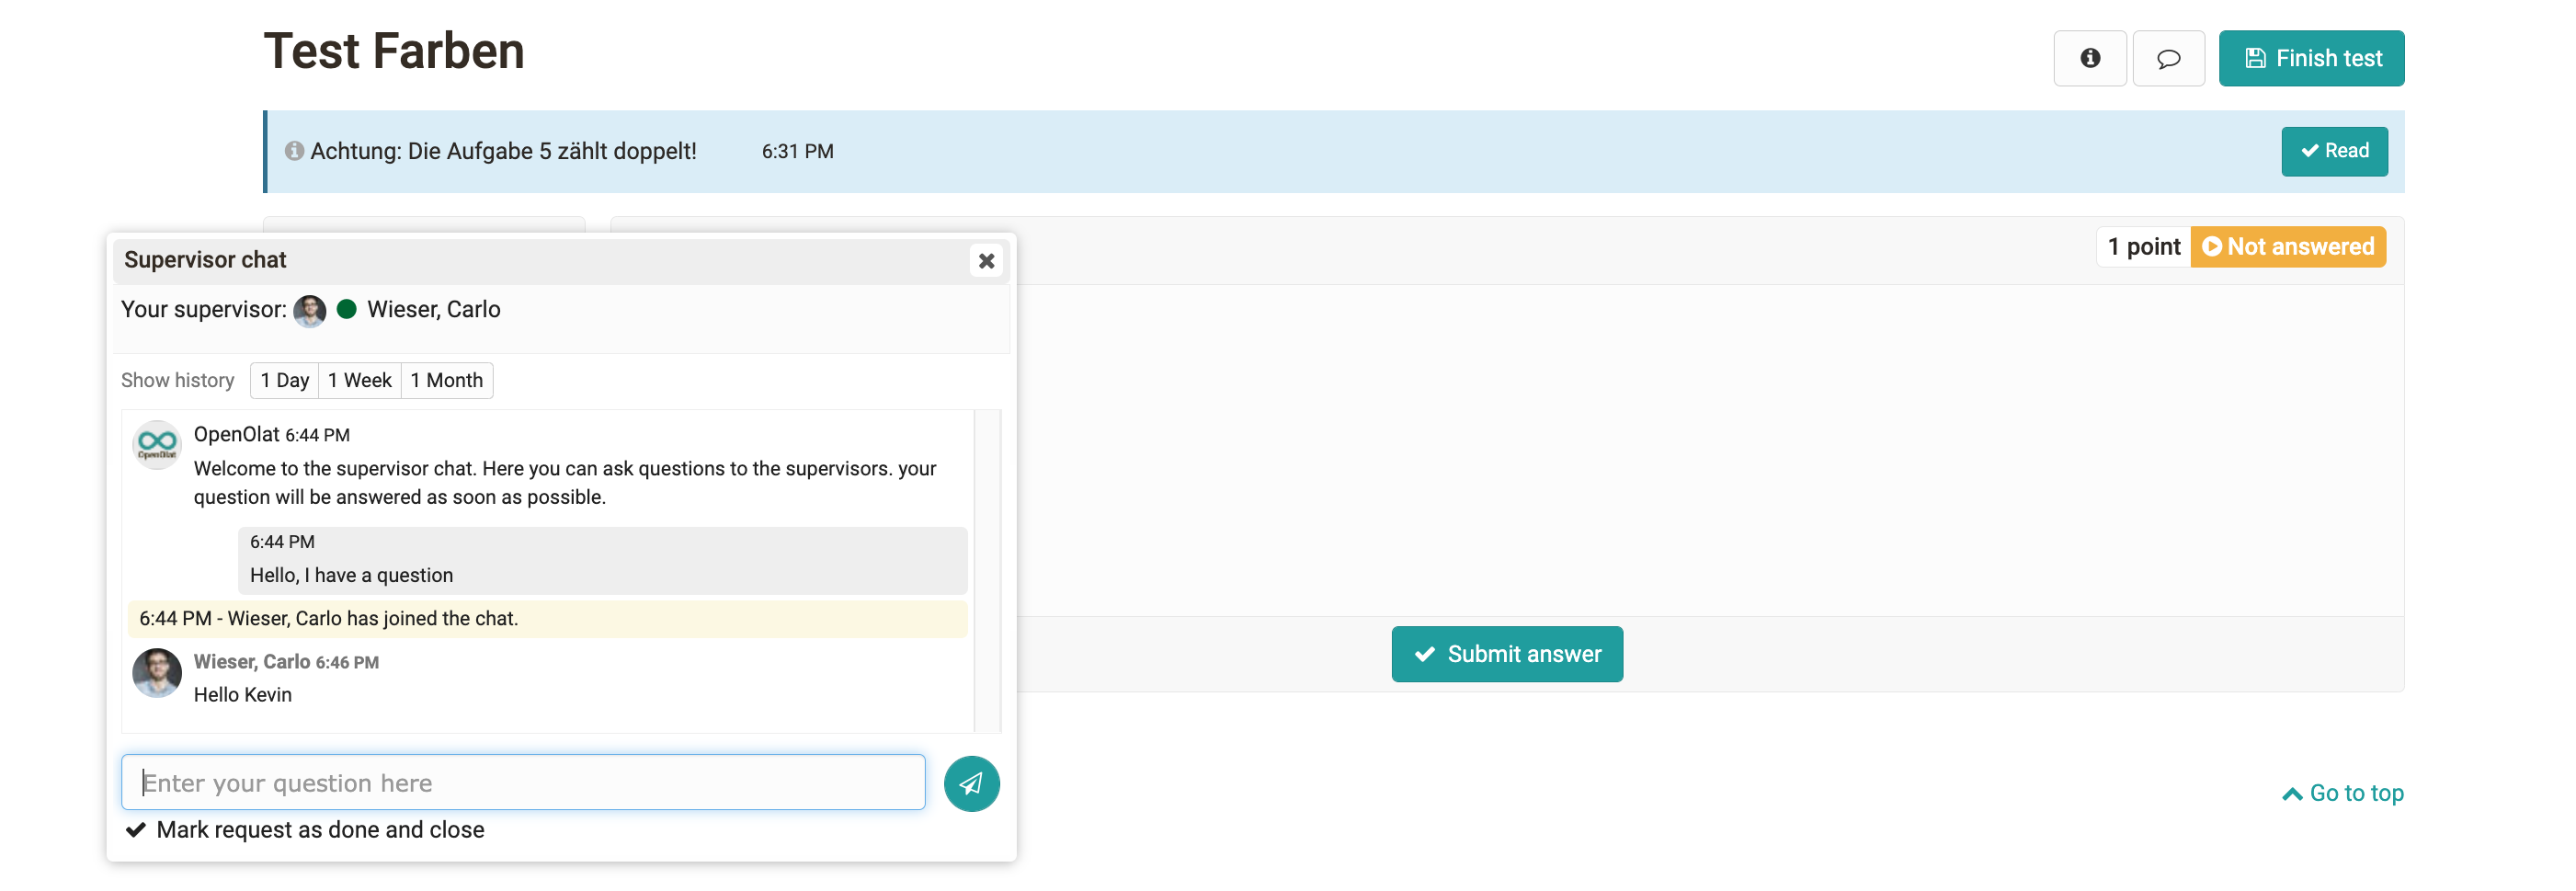 Test Farben
Finish test
Achtung: Die Aufgabe 5 zählt doppelt! 6:31 PM
Read
1 point Not answered
Supervisor chat
Your supervisor: Wieser, Carlo
Show history 1 Day 1 Week 1 Month
OpenOlat 6:44 PM
OpenOlat
Welcome to the supervisor chat. Here you can ask questions to the supervisors. your
question will be answered as soon as possible.
6:44 PM
Hello, I have a question
6:44 PM - Wieser, Carlo has joined the chat.
Wieser, Carlo 6:46 PM
Hello Kevin
Enter your question here
Mark request as done and close
Submit answer
Go to top